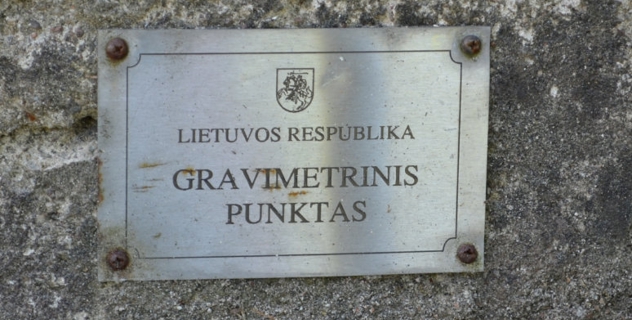 LIETUVOS RESPUBLIKA
GRAVIMETRINIS
PUNKTAS